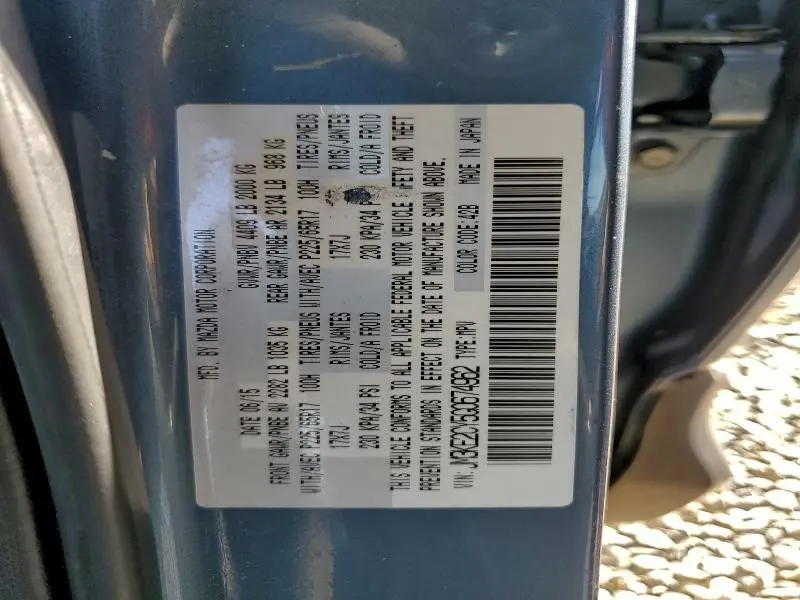 MFD. BY MAZDA MOTOR CORPORATION
DATE 06/15 GVWR/PNBV 4409 LB 2000 KG
FRONT GAWR/PNBE AV 2282 LB 1035 KG REAR GAWR/PNBE AR 2134 LB 968 KG
WITH/AVEC P225/65R17 100H TIRES/PNEUS WITH/AVEC P225/65R17 100H TIRES/PNEUS
17X7J RIMS/JANTES 17X7J RIMS/JANTES
230 KPA/34 PSI COLD/A FROID 230 KPA/34 COLD/A FROID
THIS VEHICLE CONFORMS TO ALL APPLICABLE FEDERAL MOTOR VEHICLE SAFETY AND THEFT
PREVENTION STANDARDS IN EFFECT ON THE DATE OF MANUFACTURE SHOWN ABOVE.
COLOR CODE:42B MADE IN JAPAN
VIN: TYPE:MPV